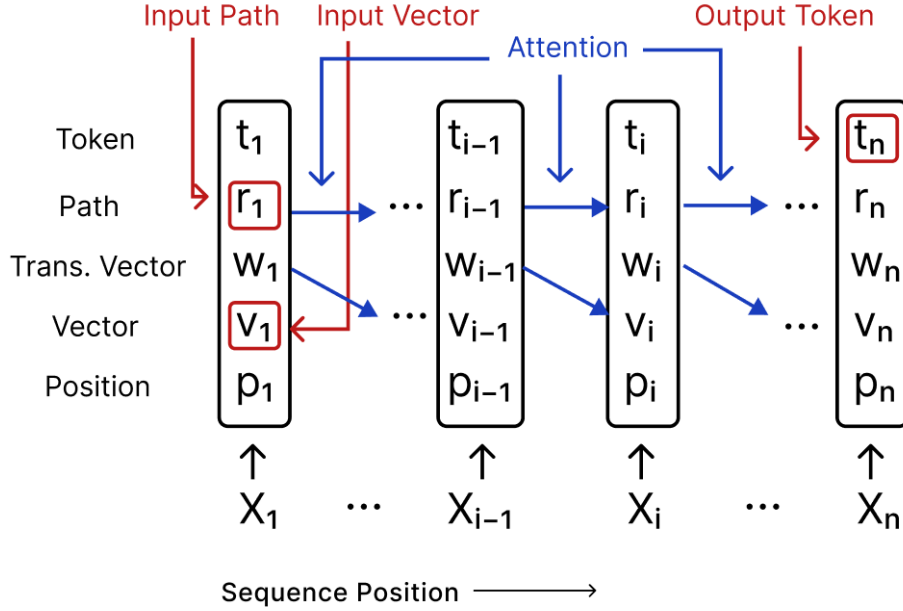 Input Path Input Vector Output Token
Attention
Token t₁ tᵢ₋₁ tᵢ tₙ
Path r₁ ... rᵢ₋₁ rᵢ ... rₙ
Trans. Vector w₁ wᵢ₋₁ wᵢ wₙ
Vector v₁ ... vᵢ₋₁ vᵢ ... vₙ
Position p₁ pᵢ₋₁ pᵢ pₙ
X₁ ... Xᵢ₋₁ Xᵢ ... Xₙ
Sequence Position